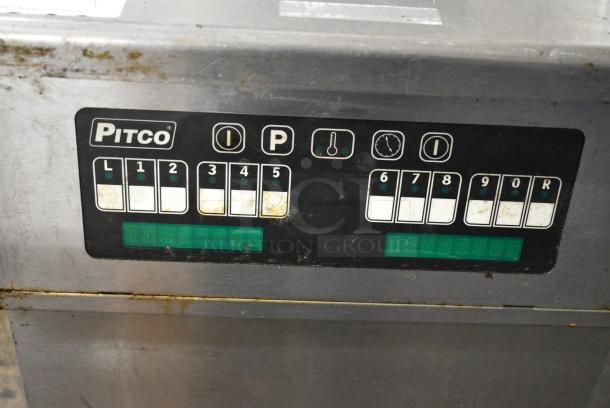 PITCO®
I P I
L 1 2 3 4 5 6 7 8 9 0 R
PCI
AUCTION GROUP